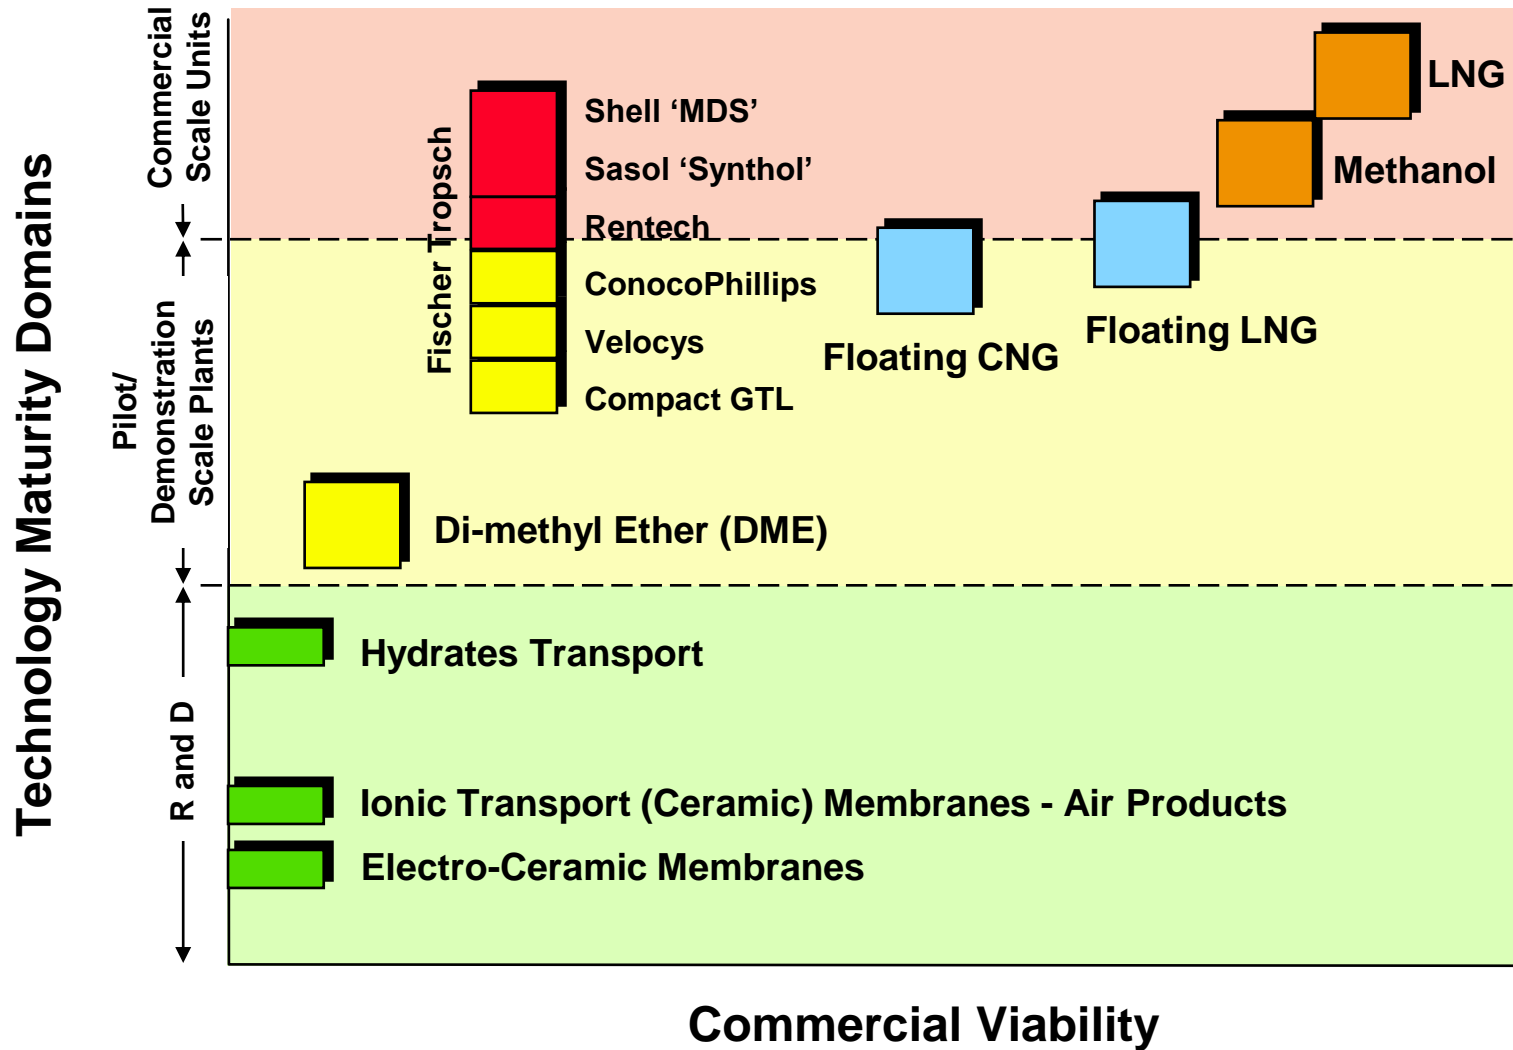 Technology Maturity Domains
Commercial
Scale Units
Pilot/
Demonstration
Scale Plants
R and D
Fischer Tropsch
Shell ‘MDS’
Sasol ‘Synthol’
Rentech
ConocoPhillips
Velocys
Compact GTL
LNG
Methanol
Floating LNG
Floating CNG
Di-methyl Ether (DME)
Hydrates Transport
Ionic Transport (Ceramic) Membranes - Air Products
Electro-Ceramic Membranes
Commercial Viability